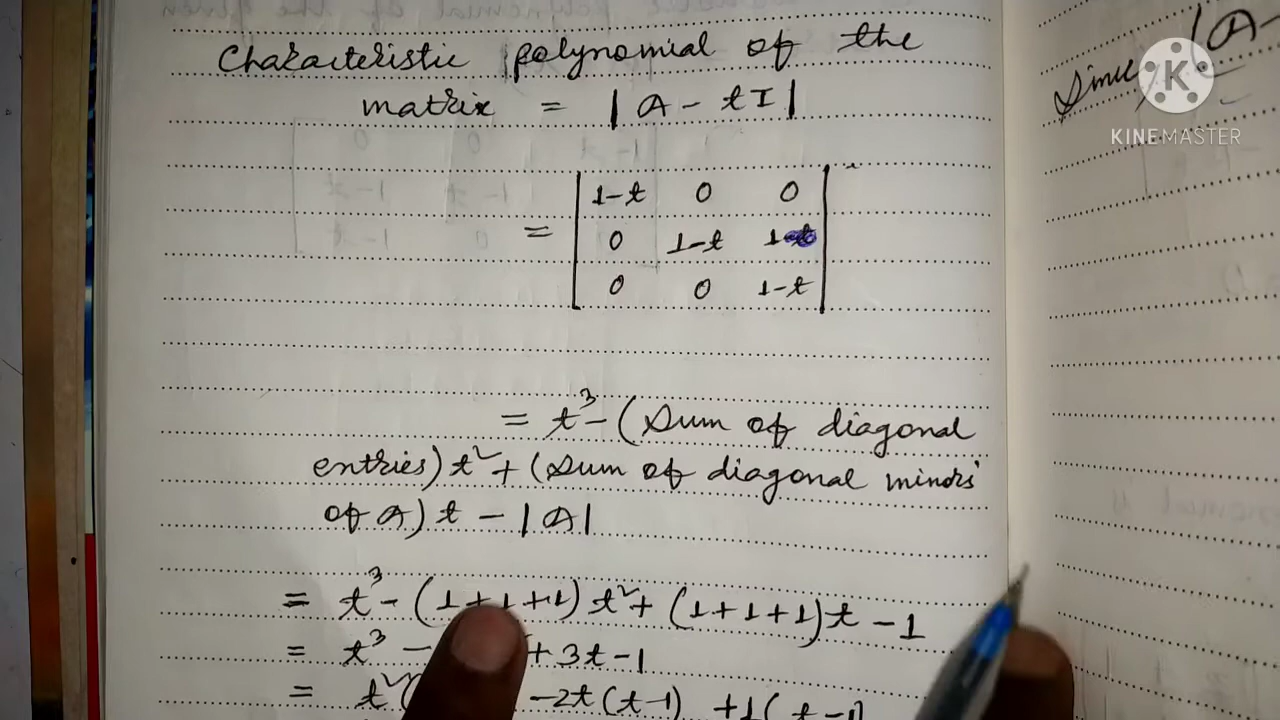 Characteristic polynomial of the
matrix = | A - tI |
= | 1-t 0 0 |
| 0 1-t 1 |
| 0 0 1-t |
= t³ - (Sum of diagonal
entries) t² + (Sum of diagonal minors
of A) t - |A|
= t³ - (1+1+1) t² + (1+1+1) t - 1
= t³ - + 3t - 1
= t² ( - 2t (t-1) + 1 ( t-1)
|A-
Since
KINEMASTER